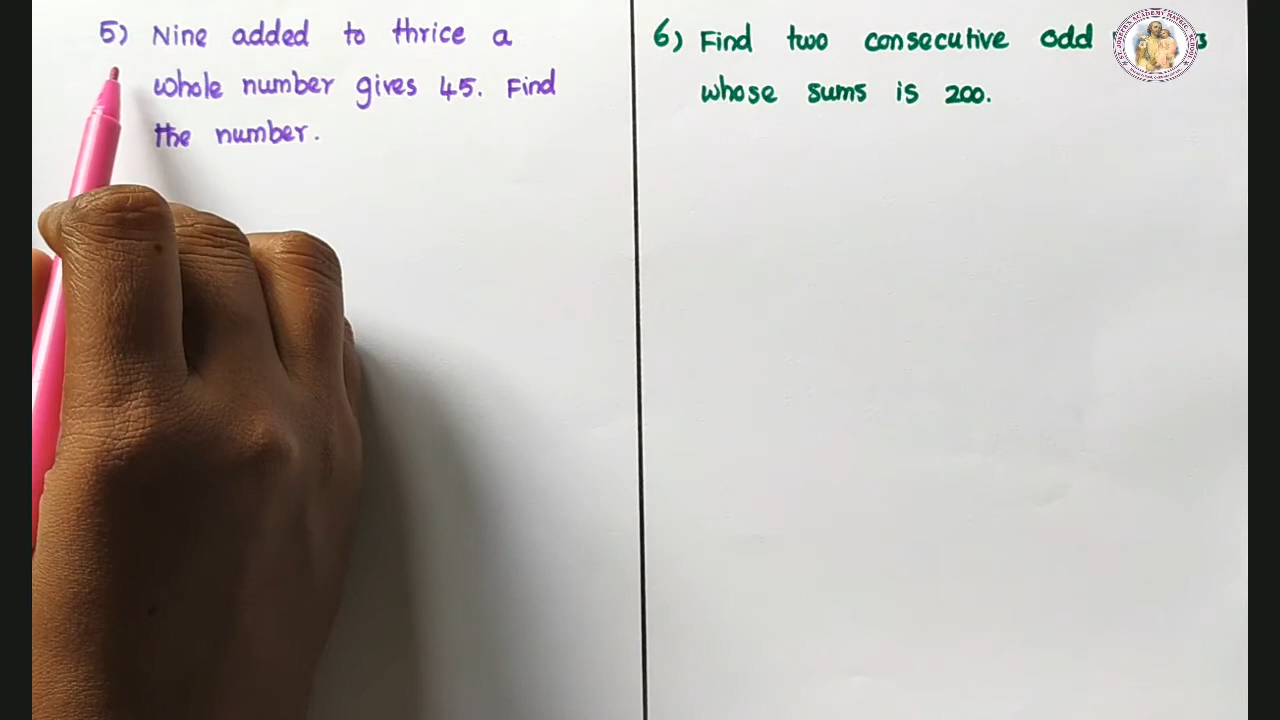 5) Nine added to thrice a
whole number gives 45. Find
the number.
6) Find two consecutive odd
whose sums is 200.